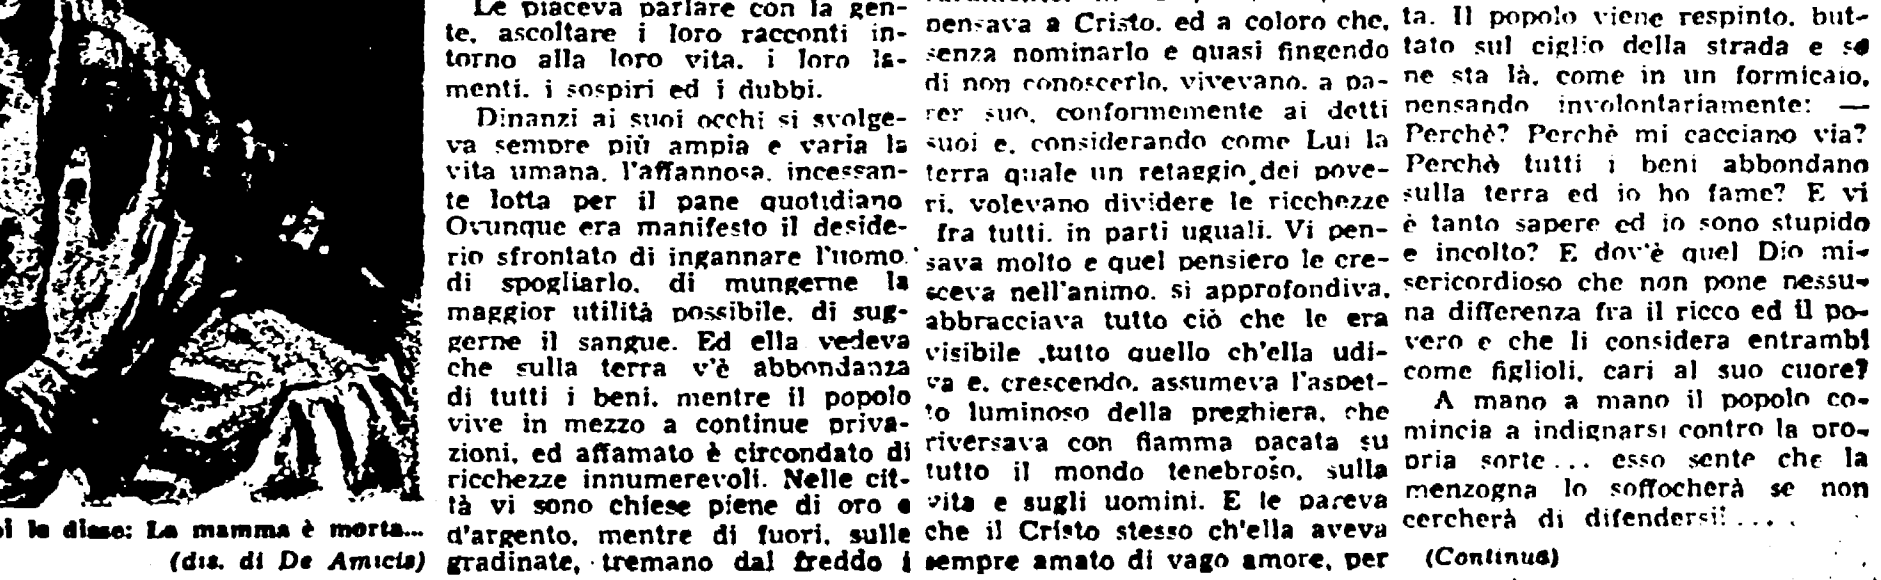 Le piaceva parlare con la gen-
te, ascoltare i loro racconti in-
torno alla loro vita, i loro la-
menti, i sospiri ed i dubbi.
Dinanzi ai suoi occhi si svolge-
va sempre più ampia e varia la
vita umana, l'affannosa, incessan-
te lotta per il pane quotidiano
Ovunque era manifesto il deside-
rio sfrontato di ingannare l'uomo,
di spogliarlo, di mungerne la
maggior utilità possibile, di sug-
gerne il sangue. Ed ella vedeva
che sulla terra v'è abbondanza
di tutti i beni, mentre il popolo
vive in mezzo a continue priva-
zioni, ed affamato è circondato di
ricchezze innumerevoli. Nelle cit-
tà vi sono chiese piene di oro e
d'argento, mentre di fuori, sulle
gradinate, tremano dal freddo i
pensava a Cristo, ed a coloro che,
senza nominarlo e quasi fingendo
di non conoscerlo, vivevano, a pa-
rer suo, conformemente ai detti
suoi e, considerando come Lui la
terra quale un retaggio dei pove-
ri, volevano dividere le ricchezze
fra tutti, in parti uguali. Vi pen-
sava molto e quel pensiero le cre-
sceva nell'animo, si approfondiva,
abbracciava tutto ciò che le era
visibile ,tutto quello ch'ella udi-
va e, crescendo, assumeva l'aspet-
to luminoso della preghiera, che
riversava con fiamma pacata su
tutto il mondo tenebroso, sulla
vita e sugli uomini. E le pareva
che il Cristo stesso ch'ella aveva
sempre amato di vago amore, per
ta. Il popolo viene respinto, but-
tato sul ciglio della strada e se
ne sta là, come in un formicaio,
pensando involontariamente: —
Perchè? Perchè mi cacciano via?
Perchè tutti i beni abbondano
sulla terra ed io ho fame? E vi
è tanto sapere ed io sono stupido
e incolto? E dov'è quel Dio mi-
sericordioso che non pone nessu-
na differenza fra il ricco ed il po-
vero e che li considera entrambi
come figlioli, cari al suo cuore?
A mano a mano il popolo co-
mincia a indignarsi contro la pro-
pria sorte... esso sente che la
menzogna lo soffocherà se non
cercherà di difendersi!....
(Continua)
le disse: La mamma è morta...
(dis. di De Amicis)